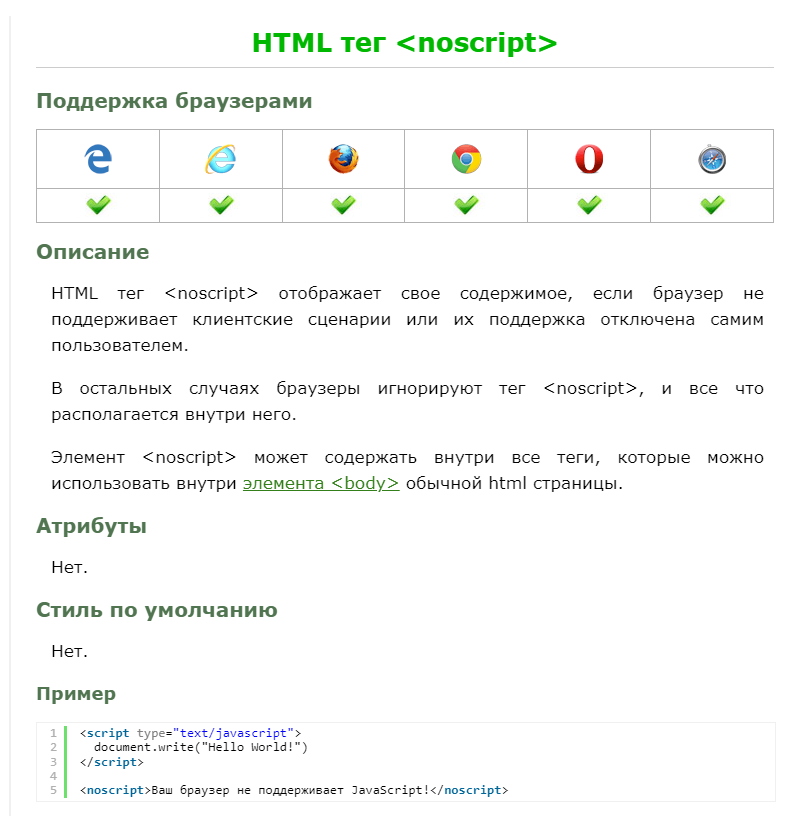 HTML тег <noscript>
Поддержка браузерами
Описание
HTML тег <noscript> отображает свое содержимое, если браузер не
поддерживает клиентские сценарии или их поддержка отключена самим
пользователем.
В остальных случаях браузеры игнорируют тег <noscript>, и все что
располагается внутри него.
Элемент <noscript> может содержать внутри все теги, которые можно
использовать внутри элемента <body> обычной html страницы.
Атрибуты
Нет.
Стиль по умолчанию
Нет.
Пример
1 <script type="text/javascript">
2   document.write("Hello World!")
3 </script>
4
5 <noscript>Ваш браузер не поддерживает JavaScript!</noscript>